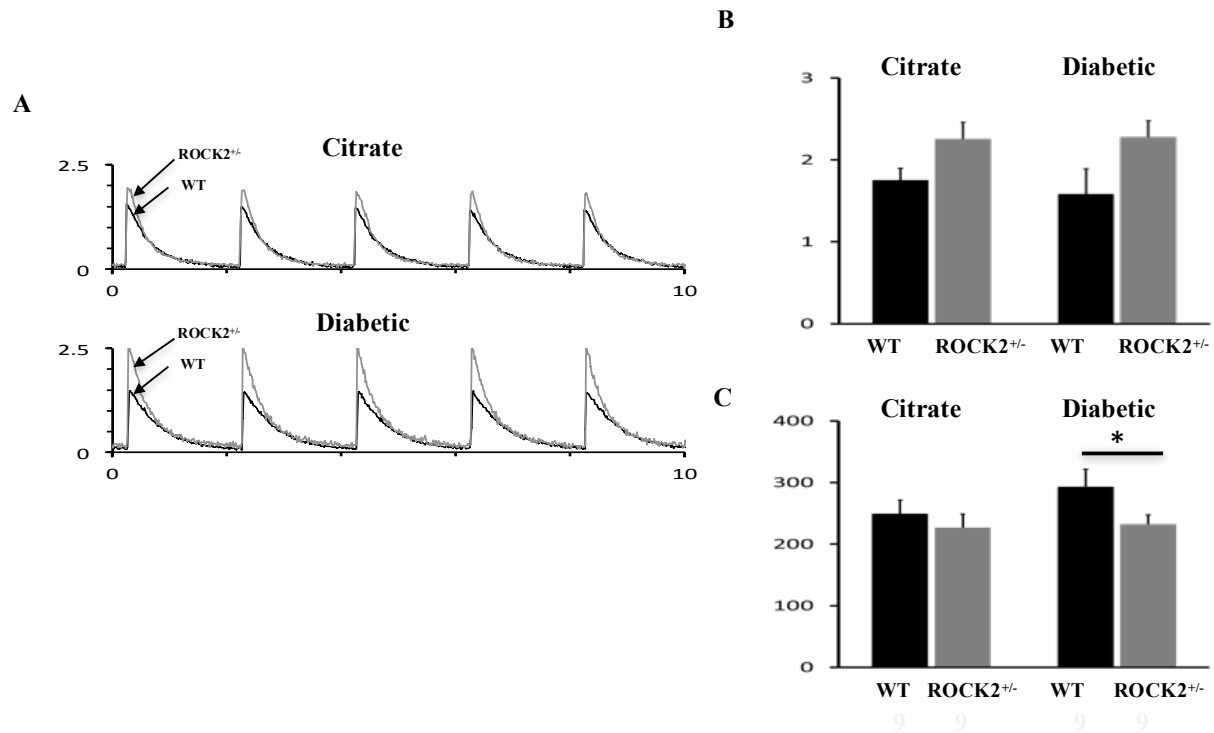 A
Citrate
ROCK2+/-
WT
2.5
0
0 10
Diabetic
ROCK2+/-
WT
2.5
0
0 10
B
Citrate Diabetic
3
2
1
0
WT ROCK2+/- WT ROCK2+/-
C
Citrate Diabetic
*
400
300
200
100
0
WT ROCK2+/- WT ROCK2+/-
9 9 9 9